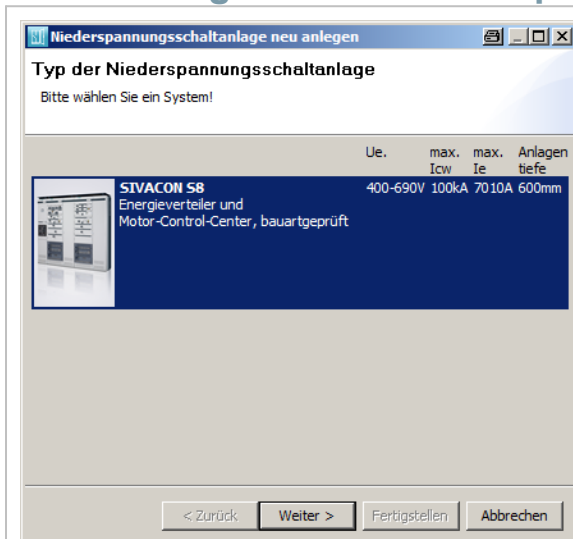 Niederspannungsschaltanlage neu anlegen
Typ der Niederspannungsschaltanlage
Bitte wählen Sie ein System!
Ue. max. Icw max. Ie Anlagen tiefe
SIVACON S8 400-690V 100kA 7010A 600mm
Energieverteiler und
Motor-Control-Center, bauartgeprüft
< Zurück Weiter > Fertigstellen Abbrechen